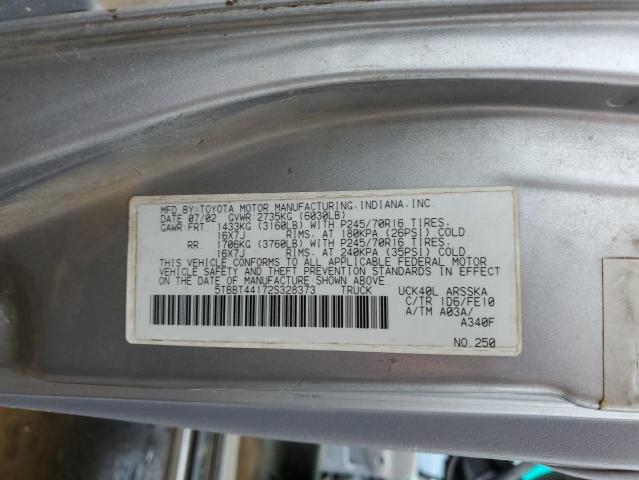 MFD. BY: TOYOTA MOTOR MANUFACTURING, INDIANA, INC.
DATE 07/02 GVWR: 2735KG (6030LB)
GAWR: FRT. 1433KG (3160LB) WITH P245/70R16 TIRES.
16X7J RIMS. AT 180KPA (26PSI) COLD
RR. 1706KG (3760LB) WITH P245/70R16 TIRES.
16X7J RIMS. AT 240KPA (35PSI) COLD
THIS VEHICLE CONFORMS TO ALL APPLICABLE FEDERAL MOTOR
VEHICLE SAFETY AND THEFT PREVENTION STANDARDS IN EFFECT
ON THE DATE OF MANUFACTURE SHOWN ABOVE.
5TBBT44172S328373 TRUCK UCK40L ARSSKA
C/TR 1D6/FE10
A/TM A03A/
A340F
NO.250